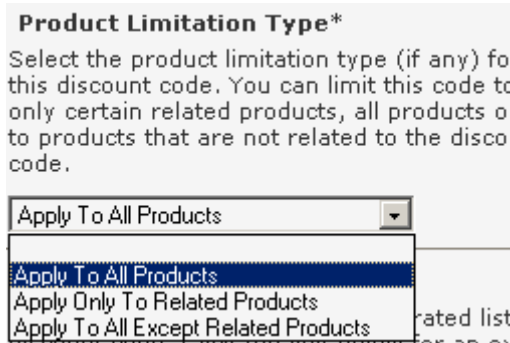 Product Limitation Type*
Select the product limitation type (if any) fo
this discount code. You can limit this code to
only certain related products, all products o
to products that are not related to the disco
code.
Apply To All Products
Apply To All Products
Apply Only To Related Products
rated list
Apply To All Except Related Products
for an ex